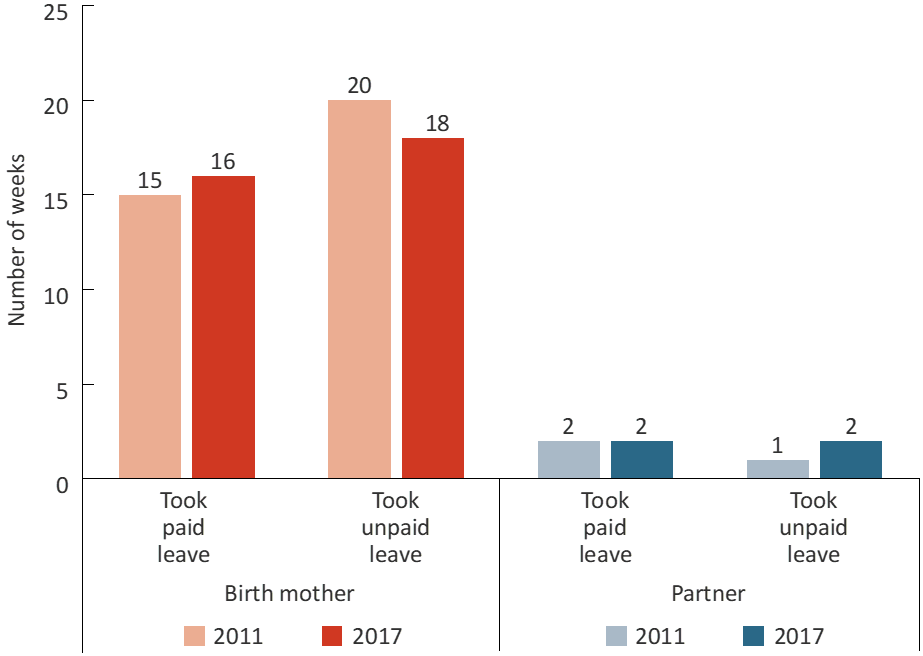 Number of weeks
25
20
15
10
5
0
15
16
20
18
2
2
1
2
Took
paid
leave
Took
unpaid
leave
Took
paid
leave
Took
unpaid
leave
Birth mother
Partner
2011
2017
2011
2017